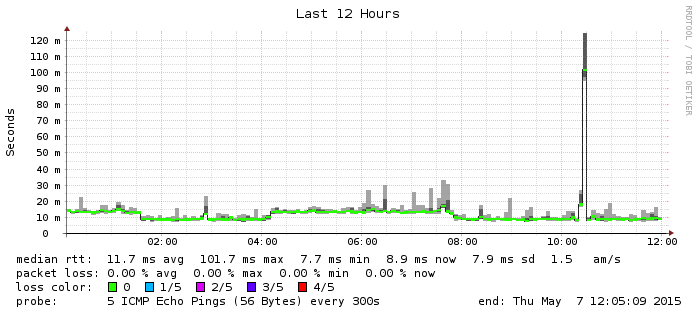 Last 12 Hours
RRDTOOL / TOBI OETIKER
Seconds
120 m
110 m
100 m
90 m
80 m
70 m
60 m
50 m
40 m
30 m
20 m
10 m
0
02:00 04:00 06:00 08:00 10:00 12:00
median rtt: 11.7 ms avg 101.7 ms max 7.7 ms min 8.9 ms now 7.9 ms sd 1.5 am/s
packet loss: 0.00 % avg 0.00 % max 0.00 % min 0.00 % now
loss color: 0 1/5 2/5 3/5 4/5
probe: 5 ICMP Echo Pings (56 Bytes) every 300s end: Thu May 7 12:05:09 2015